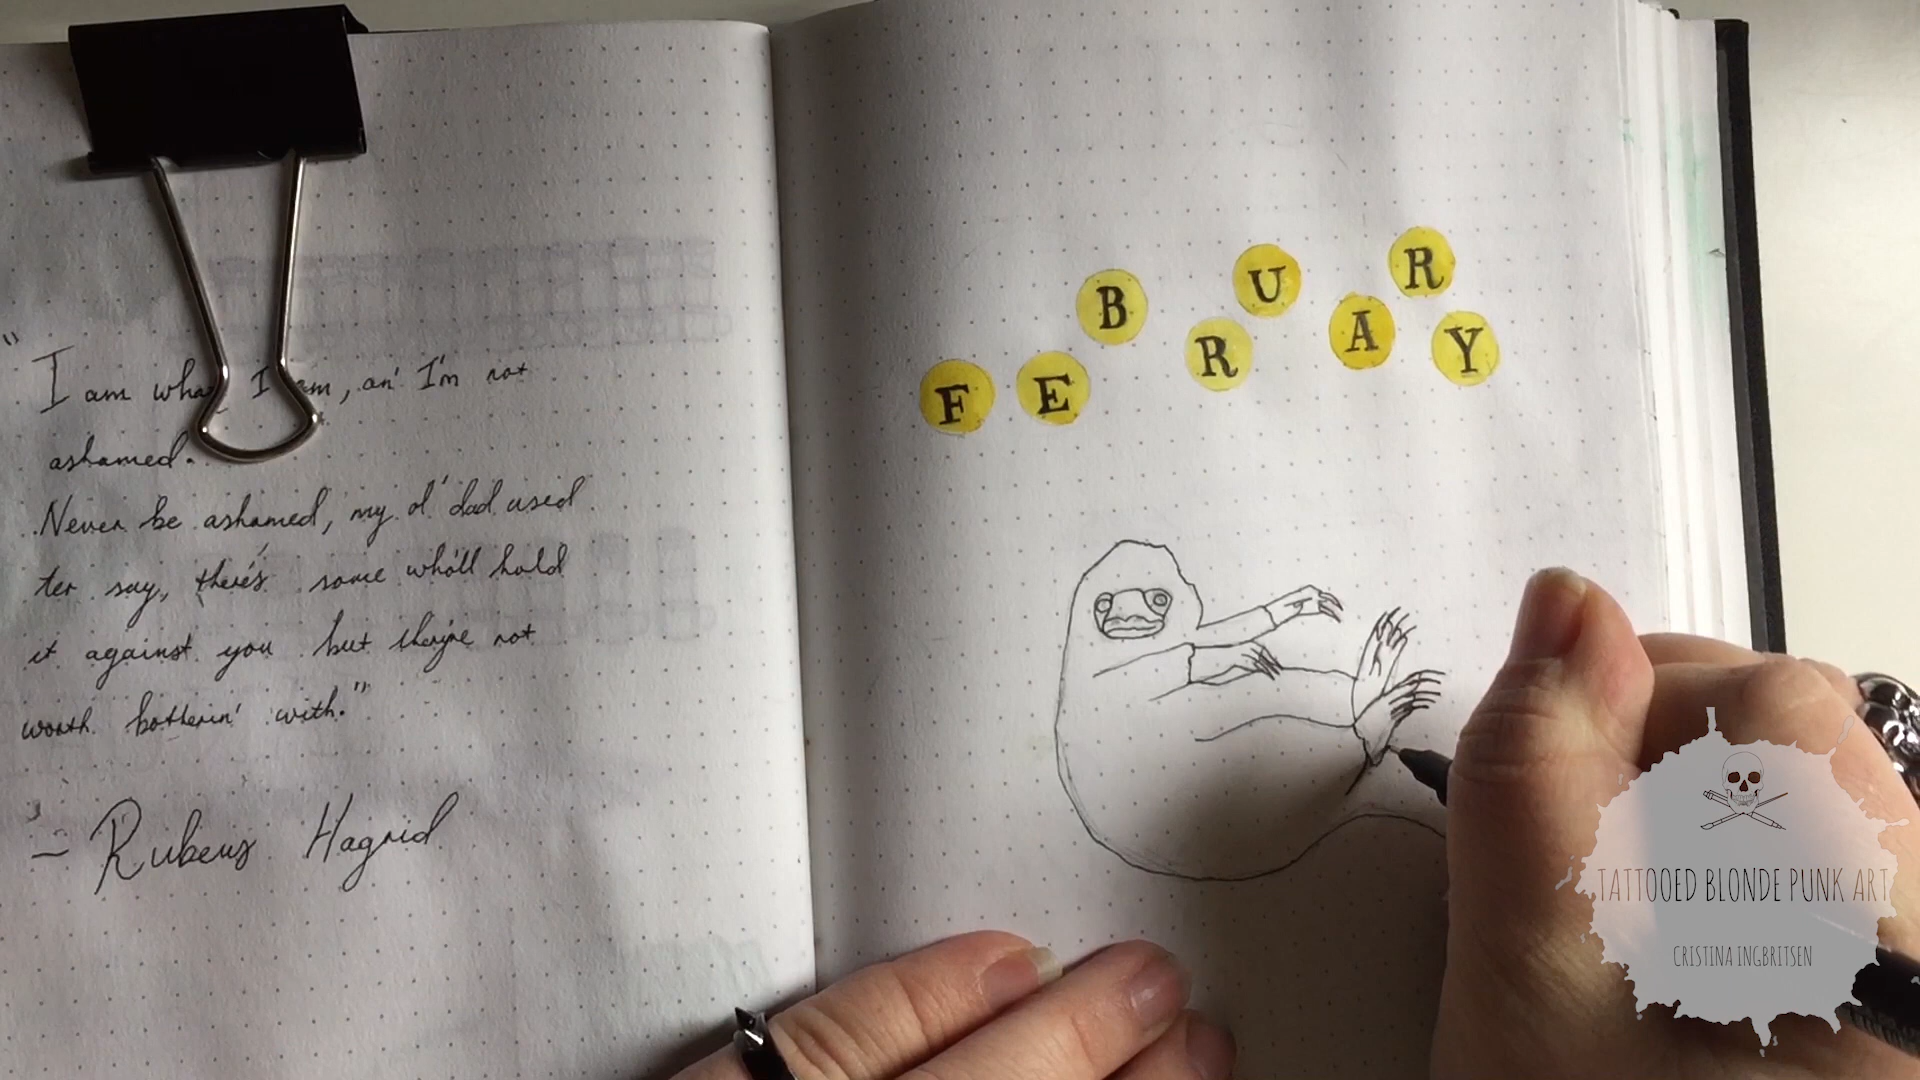 "I am what I am, an' I'm not
ashamed.
Never be ashamed, my ol' dad used
ter say, there's some who'll hold
it against you but they're not
worth botherin' with."
– Rubeus Hagrid
FEBRUARY
TATTOOED BLONDE PUNK ART
CRISTINA INGBRITSEN